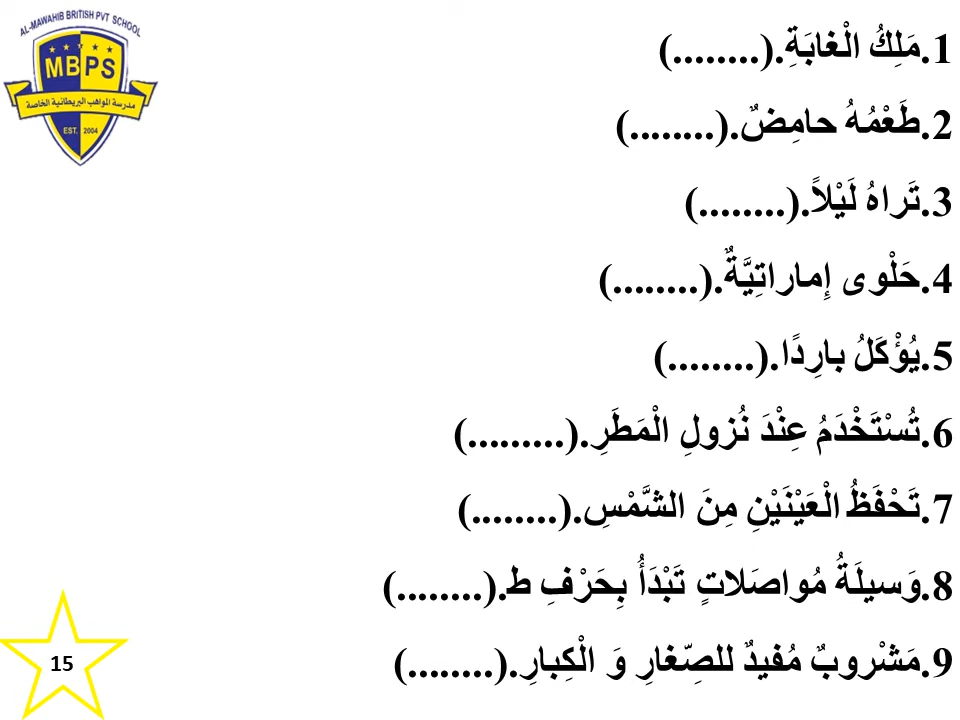 AL-MAWAHIB BRITISH PVT SCHOOL
MBPS
مدرسة المواهب البريطانية الخاصة
EST. 2004
1.مَلِكُ الْغابَةِ.(........)
2.طَعْمُهُ حامِضٌ.(........)
3.تَراهُ لَيْلاً.(........)
4.حَلْوى إِماراتِيَّةٌ.(........)
5.يُؤْكَلُ بارِدًا.(........)
6.تُسْتَخْدَمُ عِنْدَ نُزولِ الْمَطَرِ.(.........)
7.تَحْفَظُ الْعَيْنَيْنِ مِنَ الشَّمْسِ.(........)
8.وَسيلَةُ مُواصَلاتٍ تَبْدَأُ بِحَرْفِ ط.(........)
9.مَشْروبٌ مُفيدٌ للصِّغارِ وَ الْكِبارِ.(........)
15